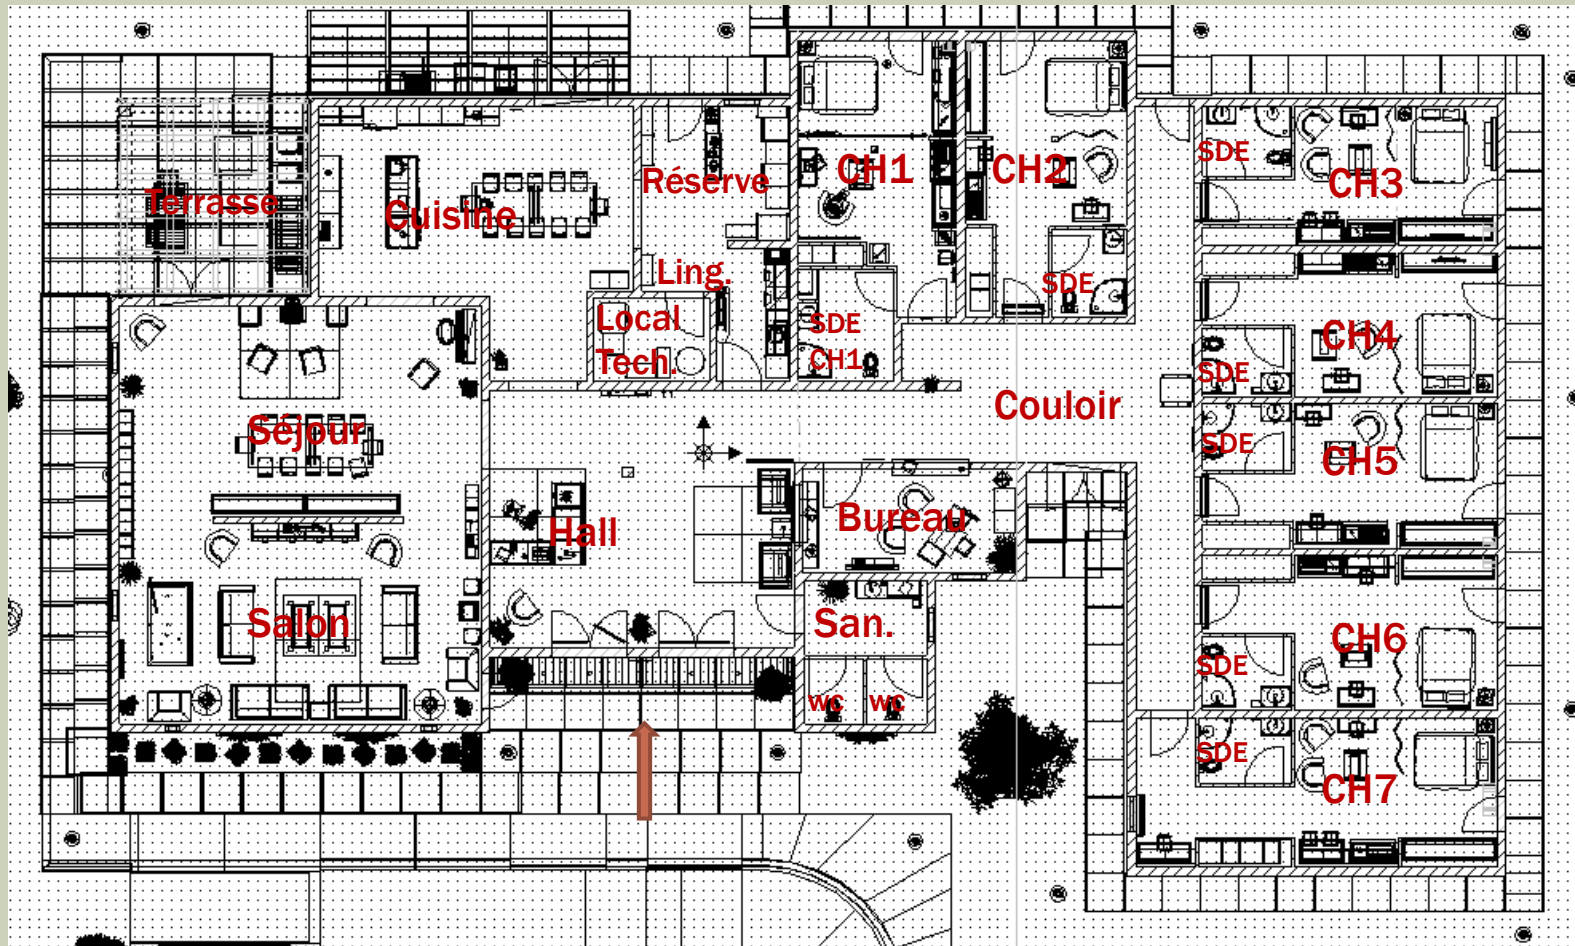 CH1
CH2
SDE
CH3
Terrasse
Cuisine
Réserve
Ling.
SDE
Local
Tech.
SDE
CH1
CH4
SDE
Couloir
Séjour
SDE
CH5
Hall
Bureau
Salon
San.
CH6
SDE
wc
wc
SDE
CH7